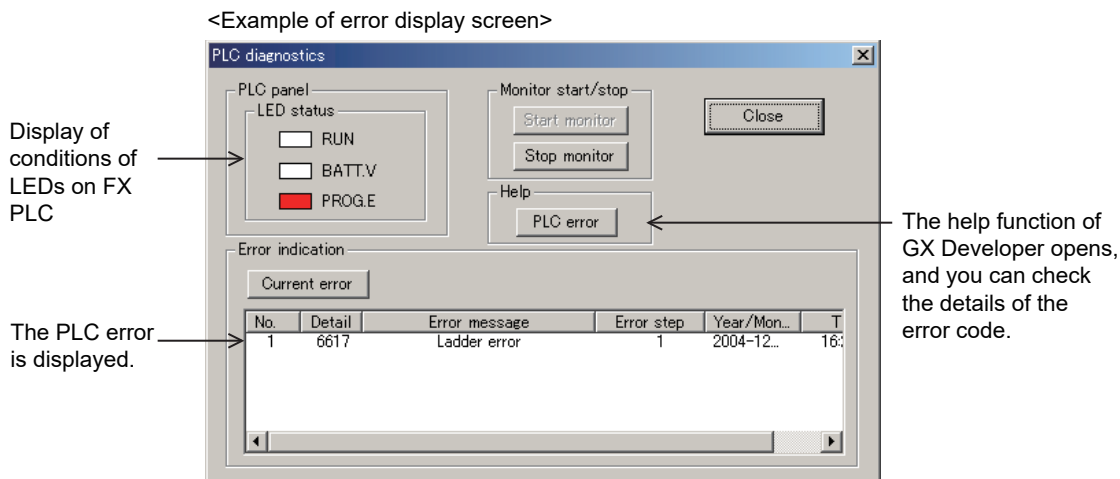 <Example of error display screen>
PLC diagnostics
PLC panel
LED status
RUN
BATT.V
PROG.E
Monitor start/stop
Start monitor
Stop monitor
Close
Help
PLC error
Display of
conditions of
LEDs on FX
PLC
The help function of
GX Developer opens,
and you can check
the details of the
error code.
Error indication
Current error
The PLC error
is displayed.
No. Detail Error message Error step Year/Mon... T
1 6617 Ladder error 1 2004-12... 16: